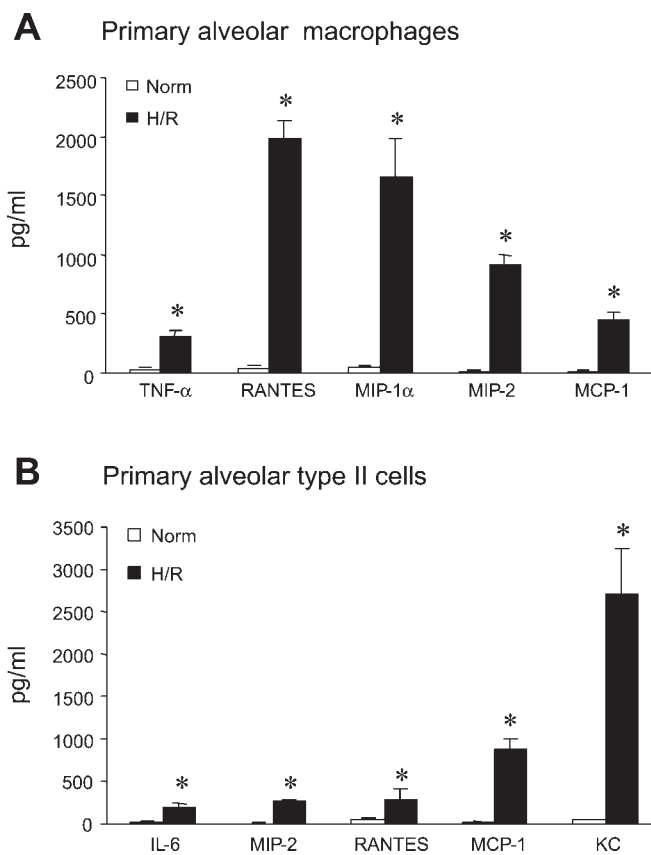 A Primary alveolar macrophages
2500
2000
1500
1000
500
0
pg/ml
Norm
H/R
*
*
*
*
*
TNF-α RANTES MIP-1α MIP-2 MCP-1
B Primary alveolar type II cells
3500
3000
2500
2000
1500
1000
500
0
pg/ml
Norm
H/R
*
*
*
*
*
IL-6 MIP-2 RANTES MCP-1 KC